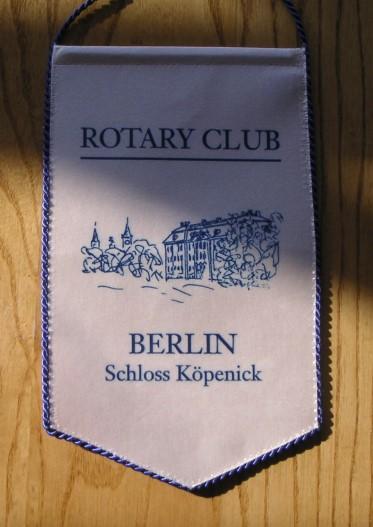 ROTARY CLUB
BERLIN
Schloss Köpenick